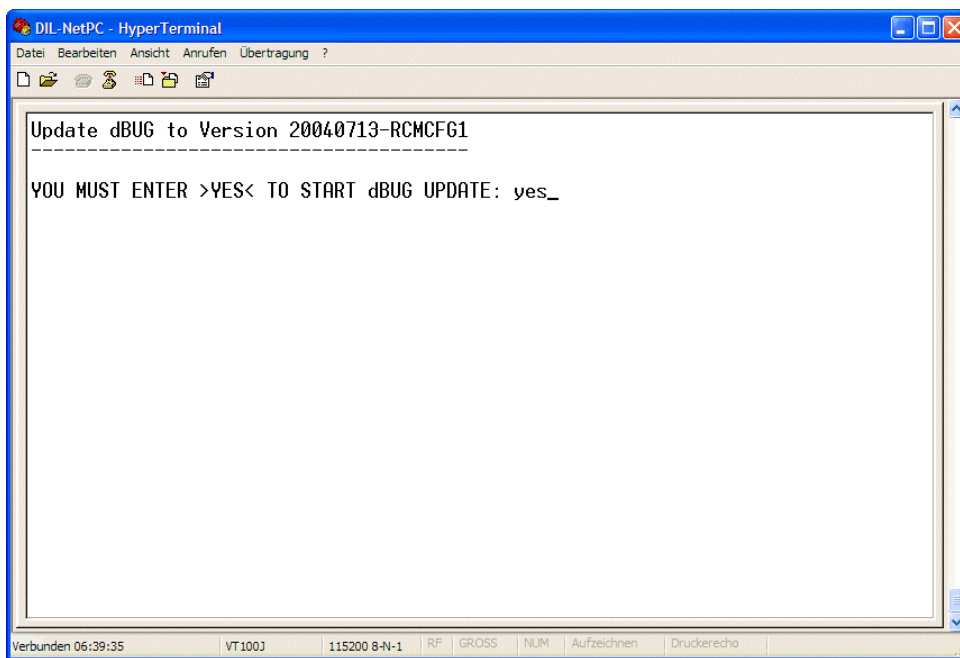 DIL-NetPC - HyperTerminal
Datei Bearbeiten Ansicht Anrufen Übertragung ?
Update dBUG to Version 20040713-RCMCFG1
---------------------------------------
YOU MUST ENTER >YES< TO START dBUG UPDATE: yes_
Verbunden 06:39:35 VT100J 115200 8-N-1 RF GROSS NUM Aufzeichnen Druckerecho